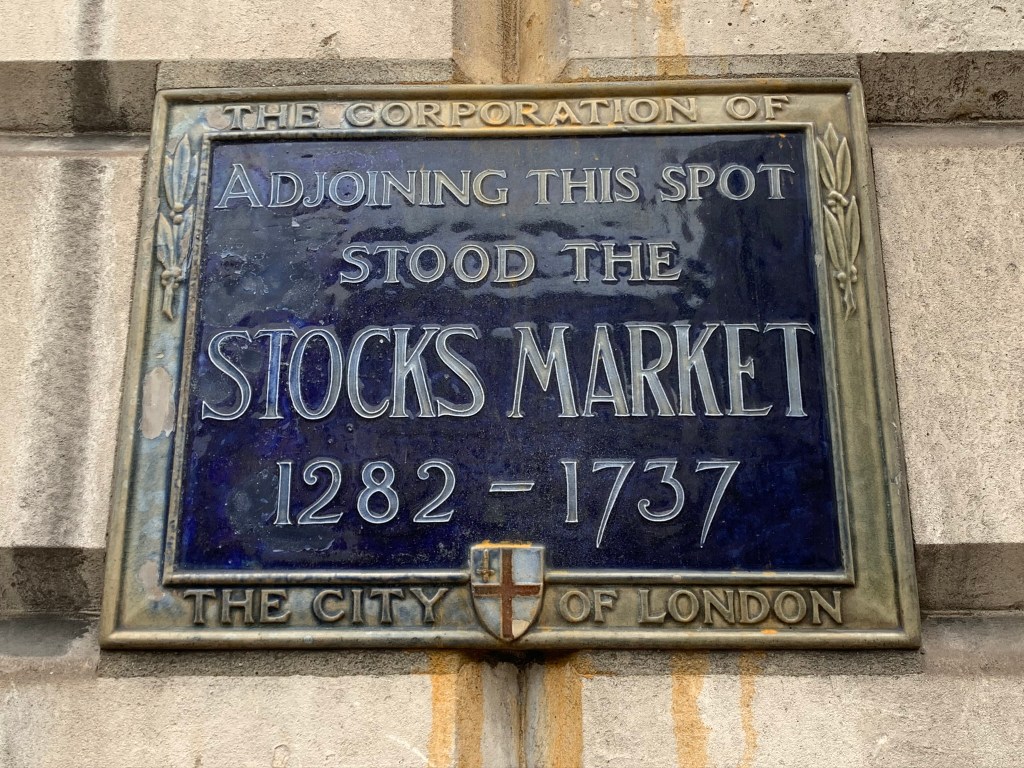 THE CORPORATION OF
ADJOINING THIS SPOT
STOOD THE
STOCKS MARKET
1282 – 1737
THE CITY OF LONDON